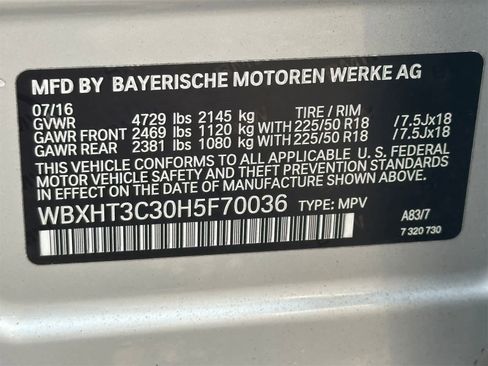 MFD BY BAYERISCHE MOTOREN WERKE AG
07/16 TIRE / RIM
GVWR 4729 lbs 2145 kg
GAWR FRONT 2469 lbs 1120 kg WITH 225/50 R18 /7.5Jx18
GAWR REAR 2381 lbs 1080 kg WITH 225/50 R18 /7.5Jx18
THIS VEHICLE CONFORMS TO ALL APPLICABLE U. S. FEDERAL
MOTOR VEHICLE SAFETY AND THEFT PREVENTION STANDARDS
IN EFFECT ON THE DATE OF MANUFACTURE SHOWN ABOVE.
WBXHT3C30H5F70036 TYPE: MPV
A83/7
7 320 730